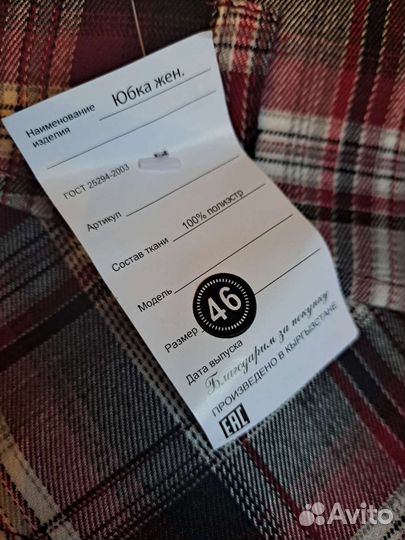 Наименование
изделия Юбка жен.
ГОСТ 25294-2003
Артикул
Состав ткани 100% полиэстр
Модель
Размер 46
Дата выпуска
Благодарим за покупку
ПРОИЗВЕДЕНО В КЫРГЫЗСТАНЕ
EAC
Avito